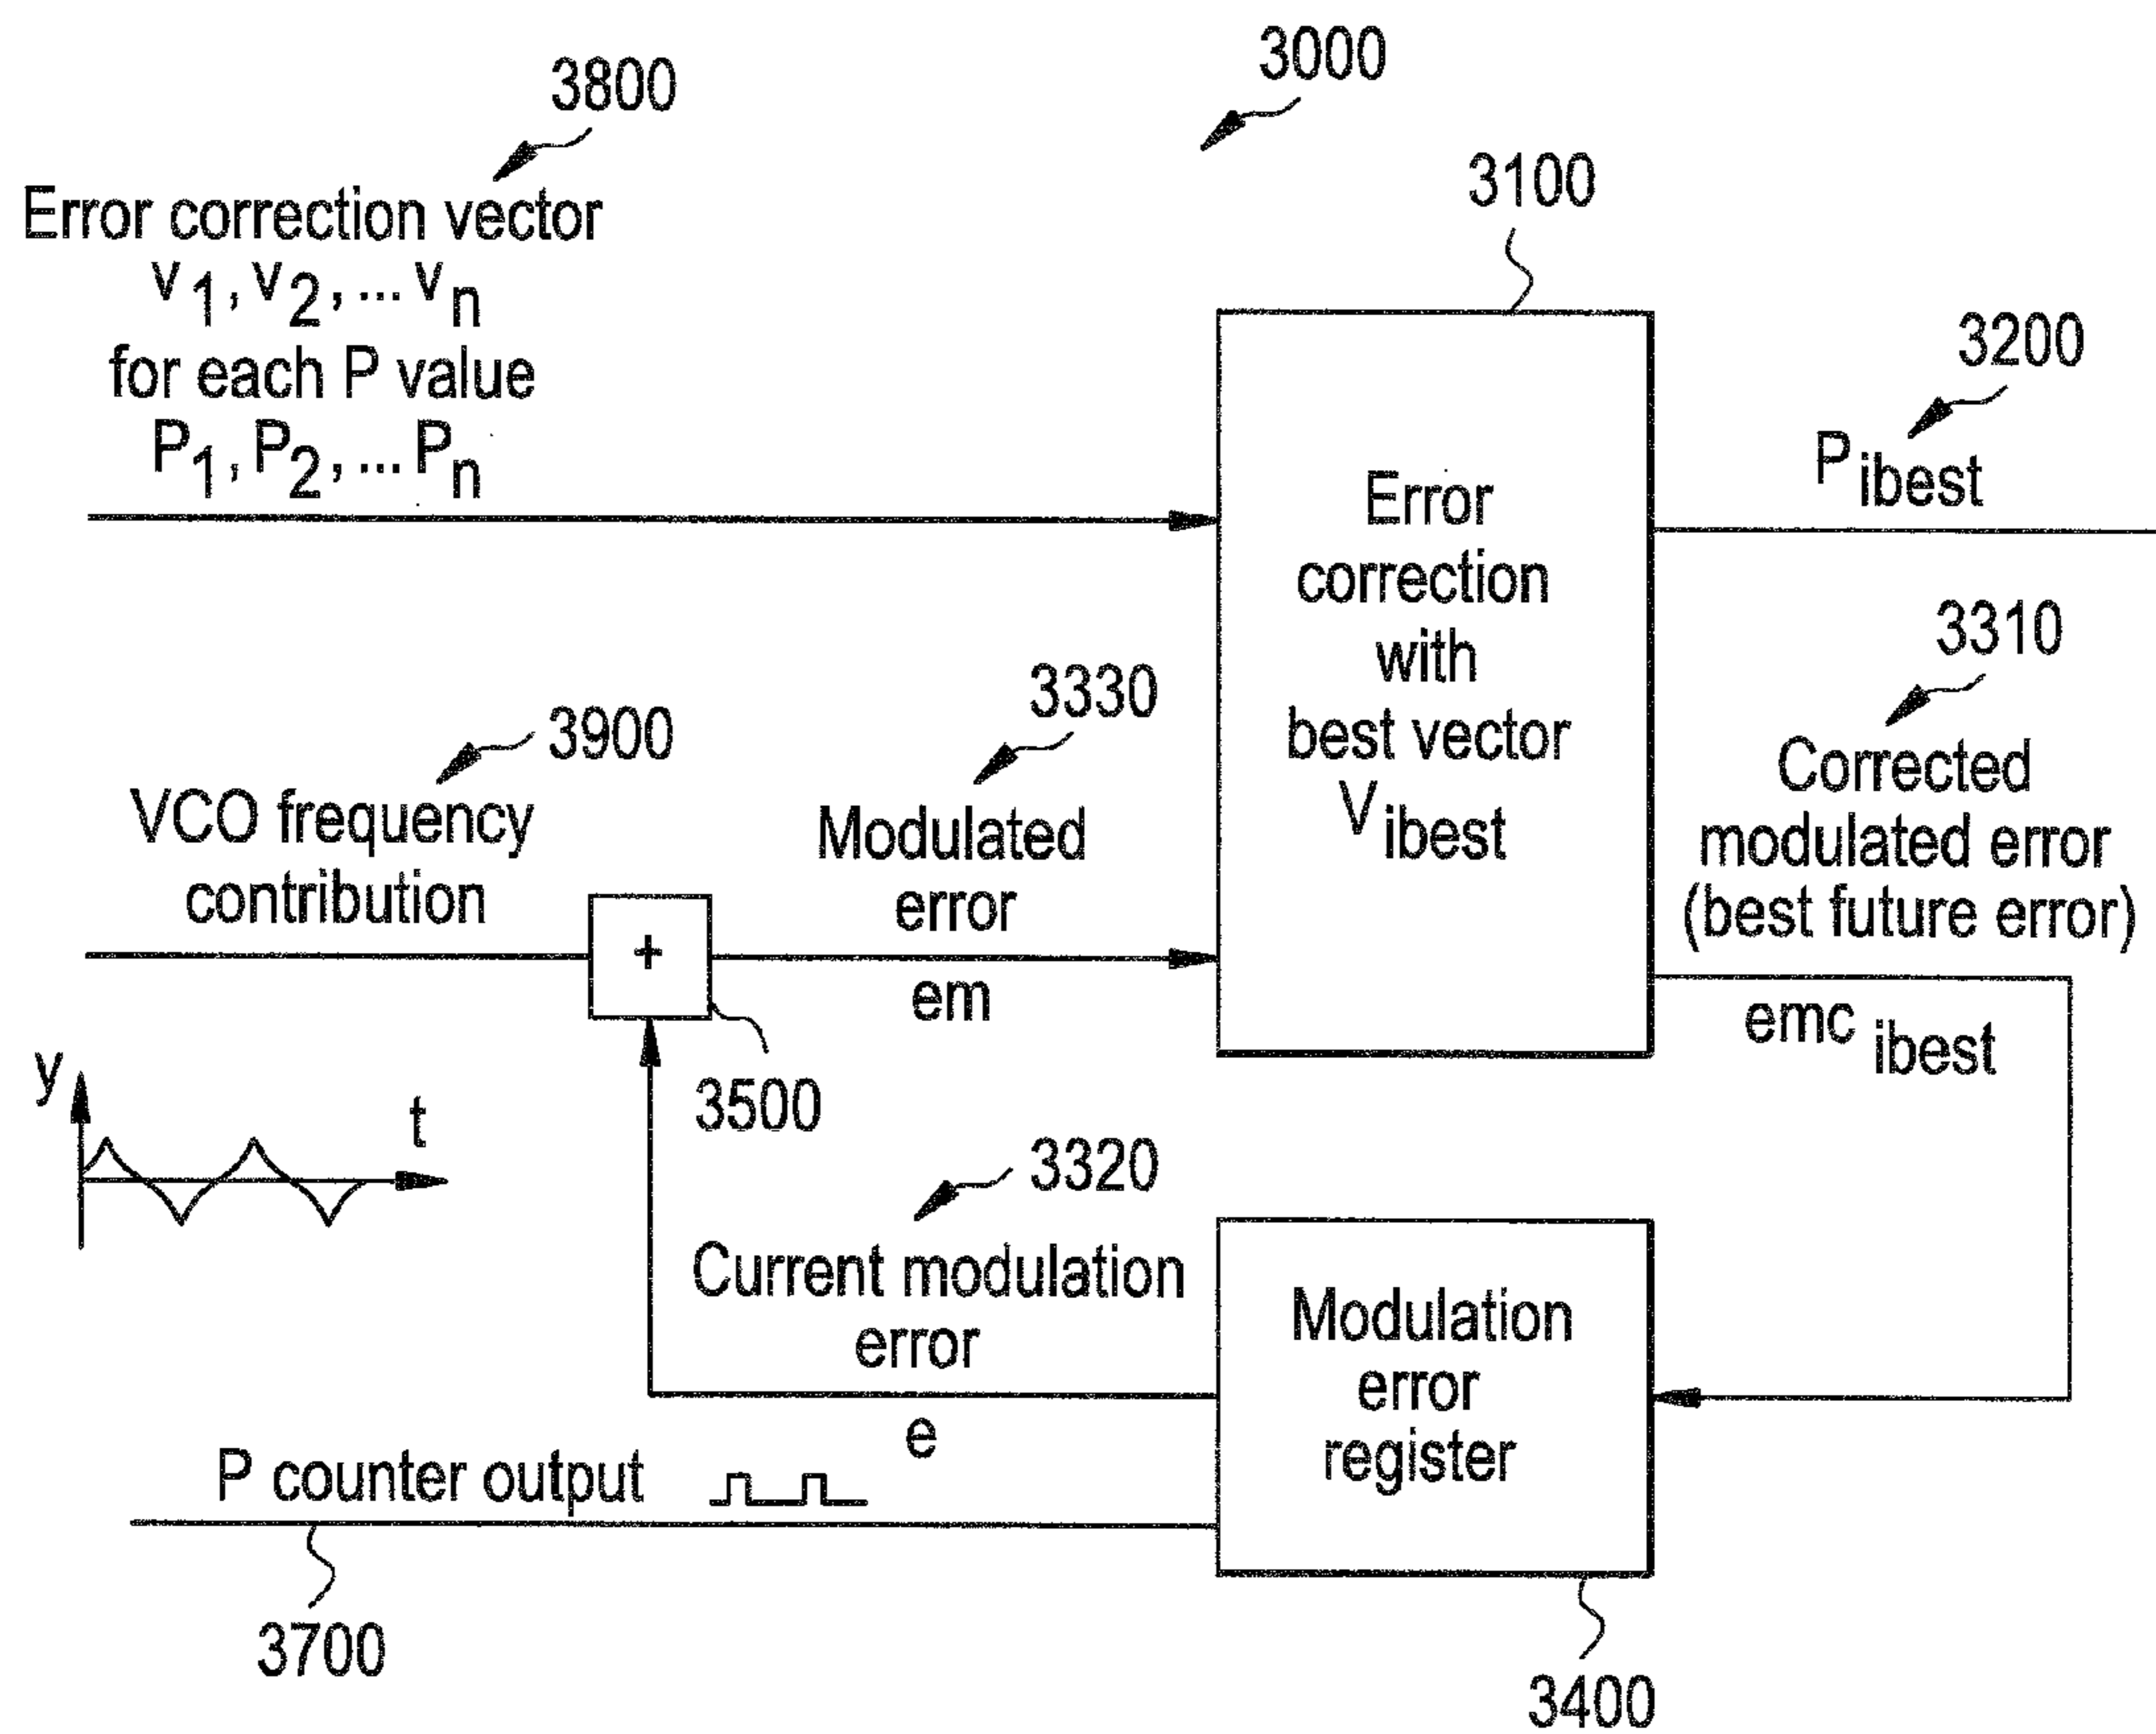 3000
3800
Error correction vector
v1, v2, ... vn
for each P value
P1, P2, ... Pn
3100
3200
Pibest
Error
correction
with
best vector
Vibest
3310
Corrected
modulated error
(best future error)
emc ibest
3900
VCO frequency
contribution
3330
Modulated
error
em
+
3500
y
t
3320
Current modulation
error
e
Modulation
error
register
P counter output
3700
3400